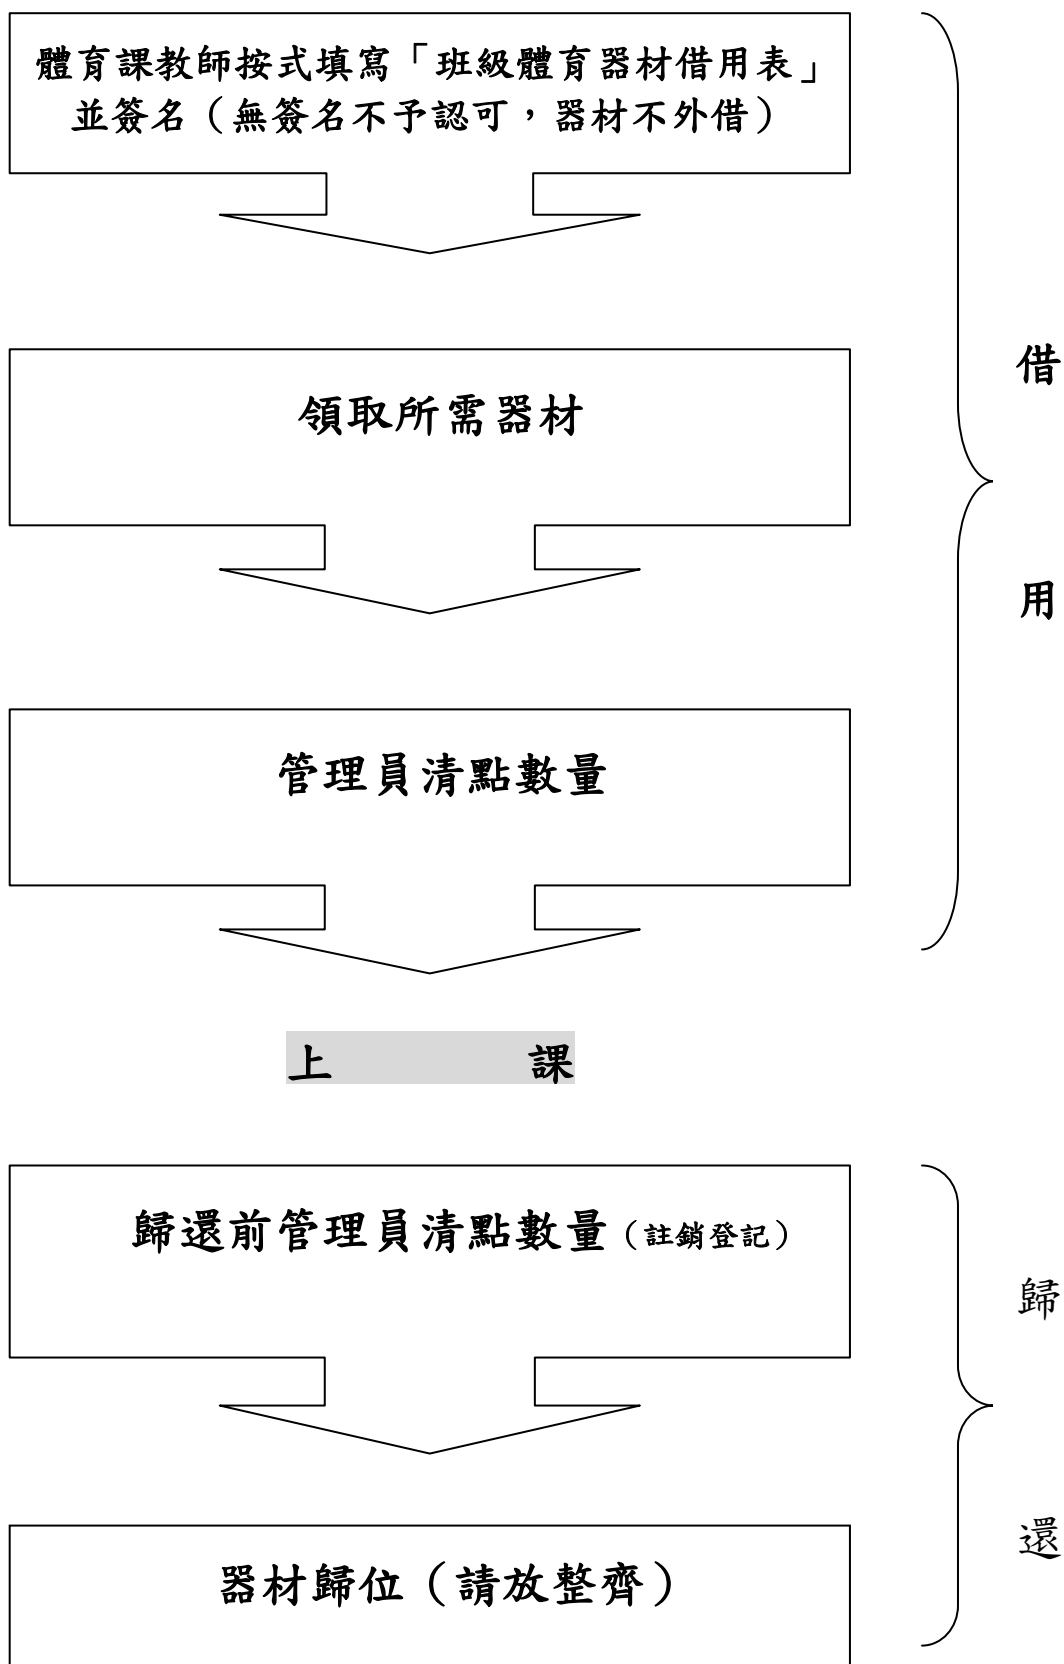 體育課教師按式填寫「班級體育器材借用表」
並簽名（無簽名不予認可，器材不外借）
領取所需器材
借
用
管理員清點數量
上 課
歸還前管理員清點數量（註銷登記）
歸
還
器材歸位（請放整齊）